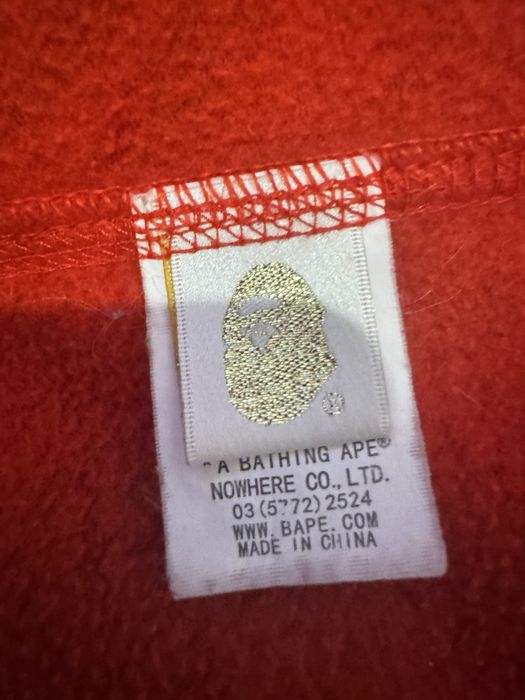 ®
"A BATHING APE®
NOWHERE CO., LTD.
03(5772)2524
WWW.BAPE.COM
MADE IN CHINA